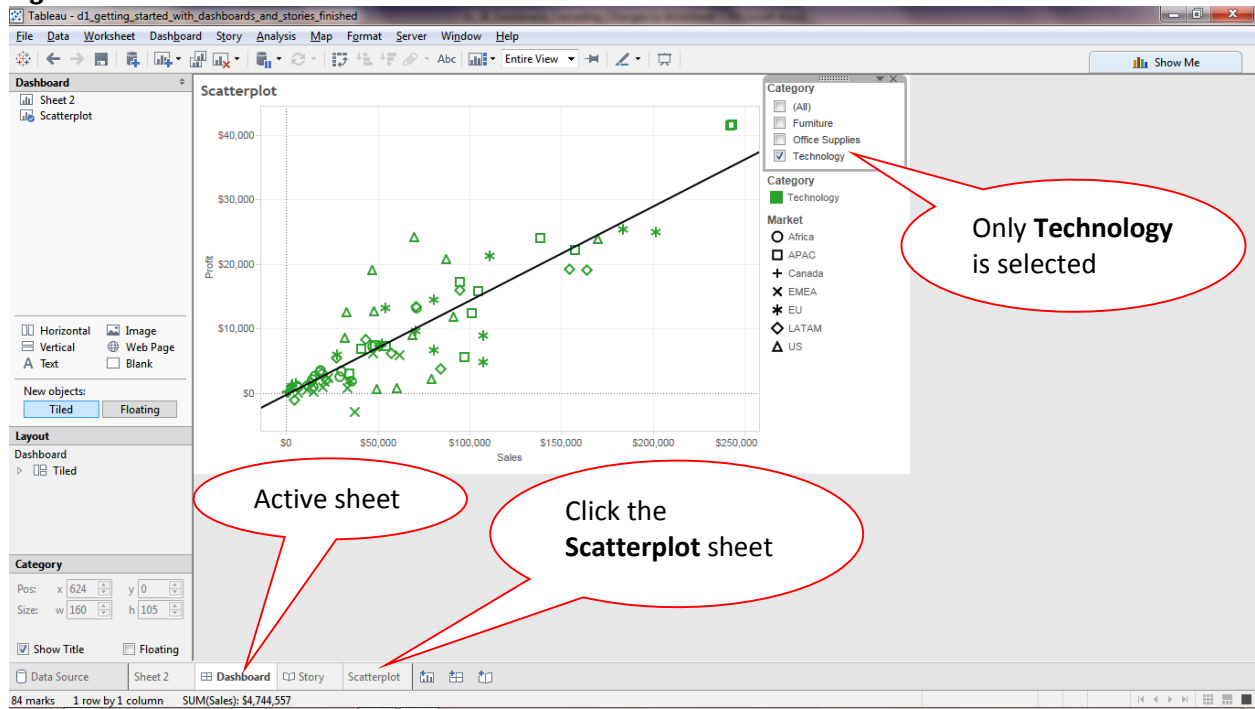 Tableau - d1_getting_started_with_dashboards_and_stories_finished
File Data Worksheet Dashboard Story Analysis Map Format Server Window Help
Abc Entire View Show Me
Dashboard
Sheet 2
Scatterplot
Horizontal Image
Vertical Web Page
A Text Blank
New objects:
Tiled Floating
Layout
Dashboard
Tiled
Category
Pos: x 624 y 0
Size: w 160 h 105
Show Title Floating
Scatterplot
Profit
$40,000
$30,000
$20,000
$10,000
$0
$0 $50,000 $100,000 $150,000 $200,000 $250,000
Sales
Category
(All)
Furniture
Office Supplies
Technology
Category
Technology
Market
Africa
APAC
Canada
EMEA
EU
LATAM
US
Only Technology
is selected
Active sheet
Click the
Scatterplot sheet
Data Source Sheet 2 Dashboard Story Scatterplot
84 marks 1 row by 1 column SUM(Sales): $4,744,557